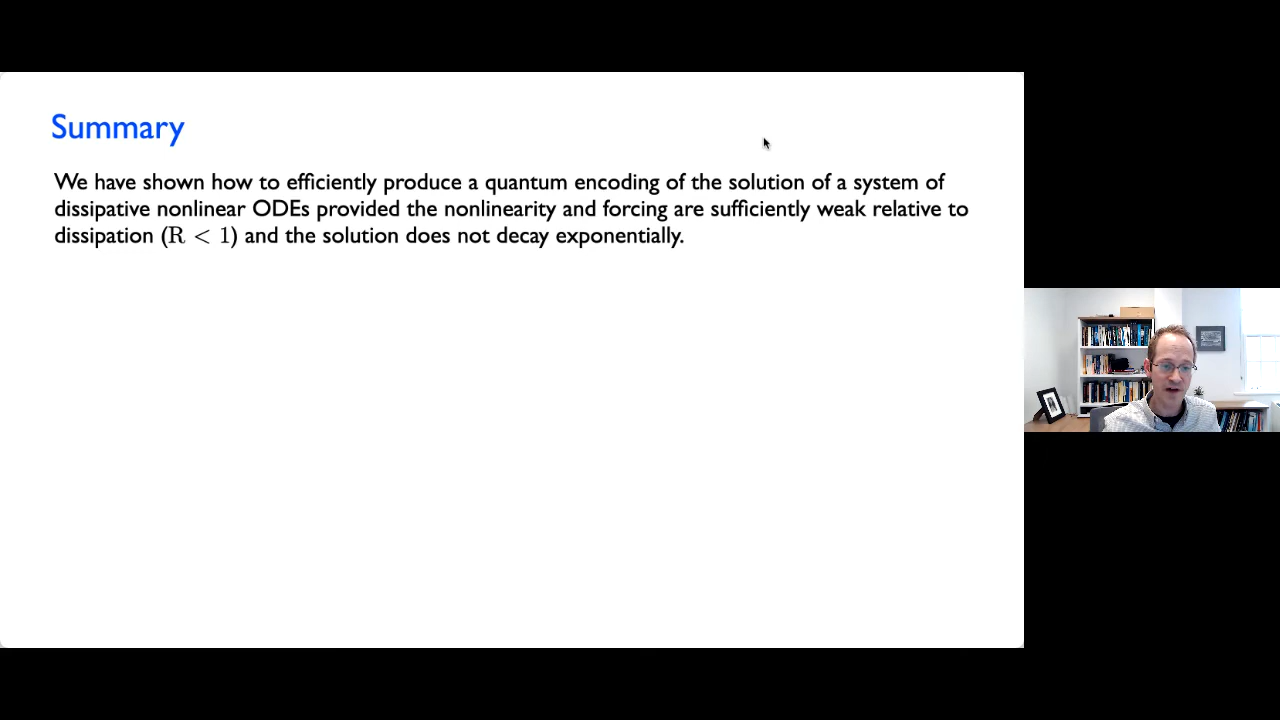 Summary
We have shown how to efficiently produce a quantum encoding of the solution of a system of
dissipative nonlinear ODEs provided the nonlinearity and forcing are sufficiently weak relative to
dissipation (R < 1) and the solution does not decay exponentially.